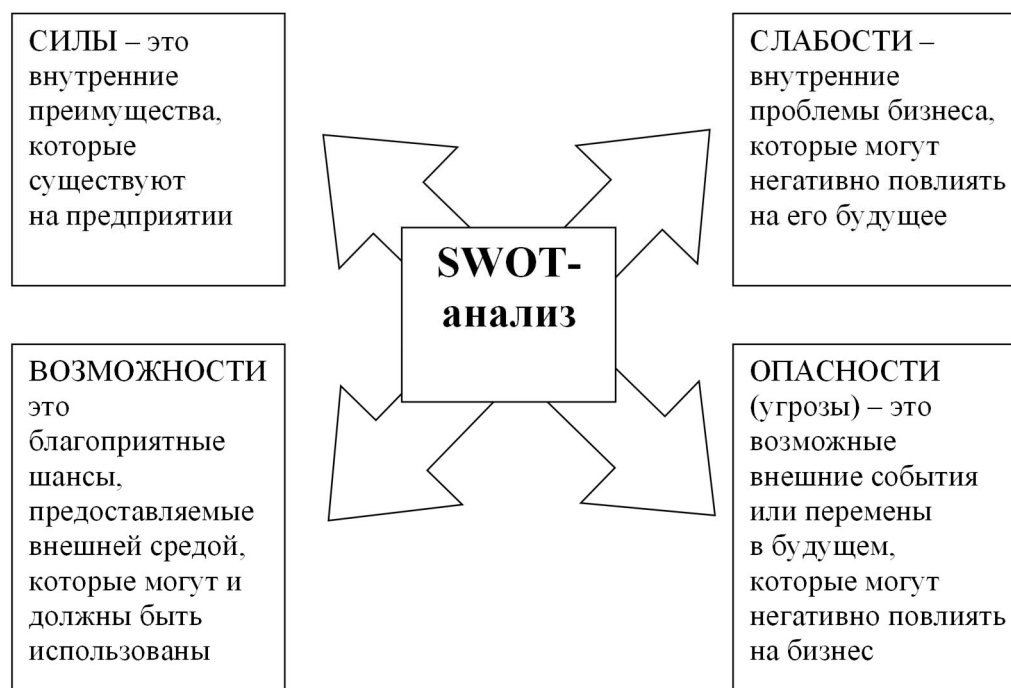 СИЛЫ – это
внутренние
преимущества,
которые
существуют
на предприятии
СЛАБОСТИ –
внутренние
проблемы бизнеса,
которые могут
негативно повлиять
на его будущее
SWOT-
анализ
ВОЗМОЖНОСТИ
это
благоприятные
шансы,
предоставляемые
внешней средой,
которые могут и
должны быть
использованы
ОПАСНОСТИ
(угрозы) – это
возможные
внешние события
или перемены
в будущем,
которые могут
негативно повлиять
на бизнес